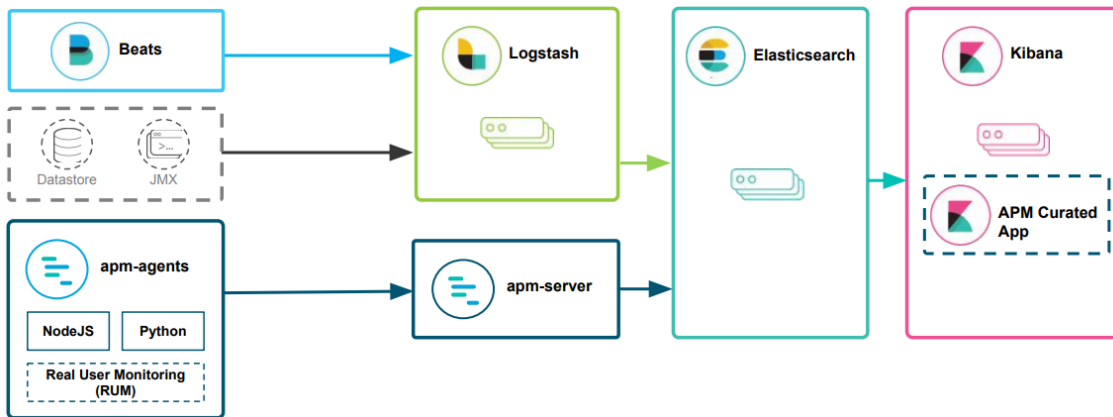 Beats
Logstash
Elasticsearch
Kibana
>...
Datastore
JMX
APM Curated
App
apm-agents
apm-server
NodeJS
Python
Real User Monitoring
(RUM)